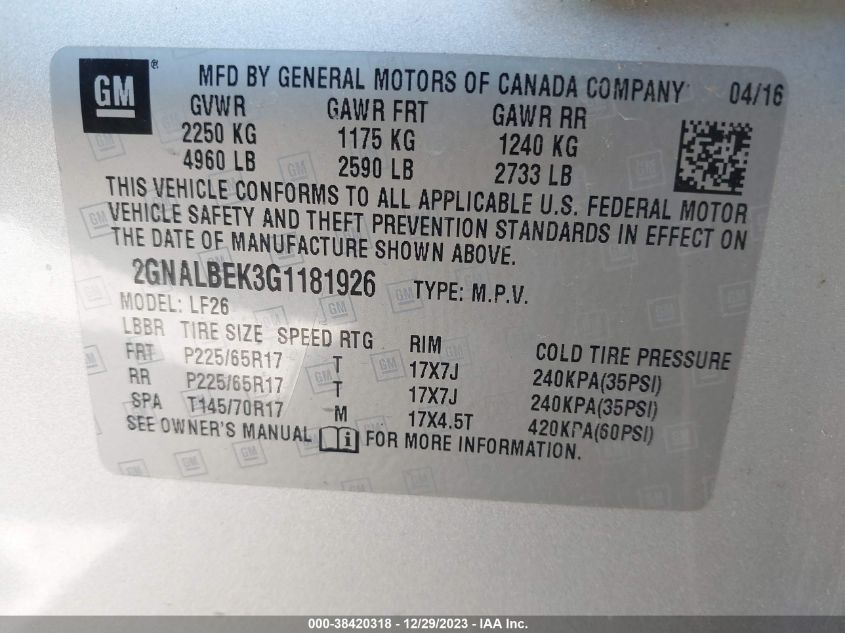 GM®
MFD BY GENERAL MOTORS OF CANADA COMPANY 04/16
GVWR GAWR FRT GAWR RR
2250 KG 1175 KG 1240 KG
4960 LB 2590 LB 2733 LB
THIS VEHICLE CONFORMS TO ALL APPLICABLE U.S. FEDERAL MOTOR
VEHICLE SAFETY AND THEFT PREVENTION STANDARDS IN EFFECT ON
THE DATE OF MANUFACTURE SHOWN ABOVE.
2GNALBEK3G1181926 TYPE: M.P.V.
MODEL: LF26
LBBR TIRE SIZE SPEED RTG RIM COLD TIRE PRESSURE
FRT P225/65R17 T 17X7J 240KPA(35PSI)
RR P225/65R17 T 17X7J 240KPA(35PSI)
SPA T145/70R17 M 17X4.5T 420KPA(60PSI)
SEE OWNER'S MANUAL FOR MORE INFORMATION.
000-38420318 - 12/29/2023 - IAA Inc.